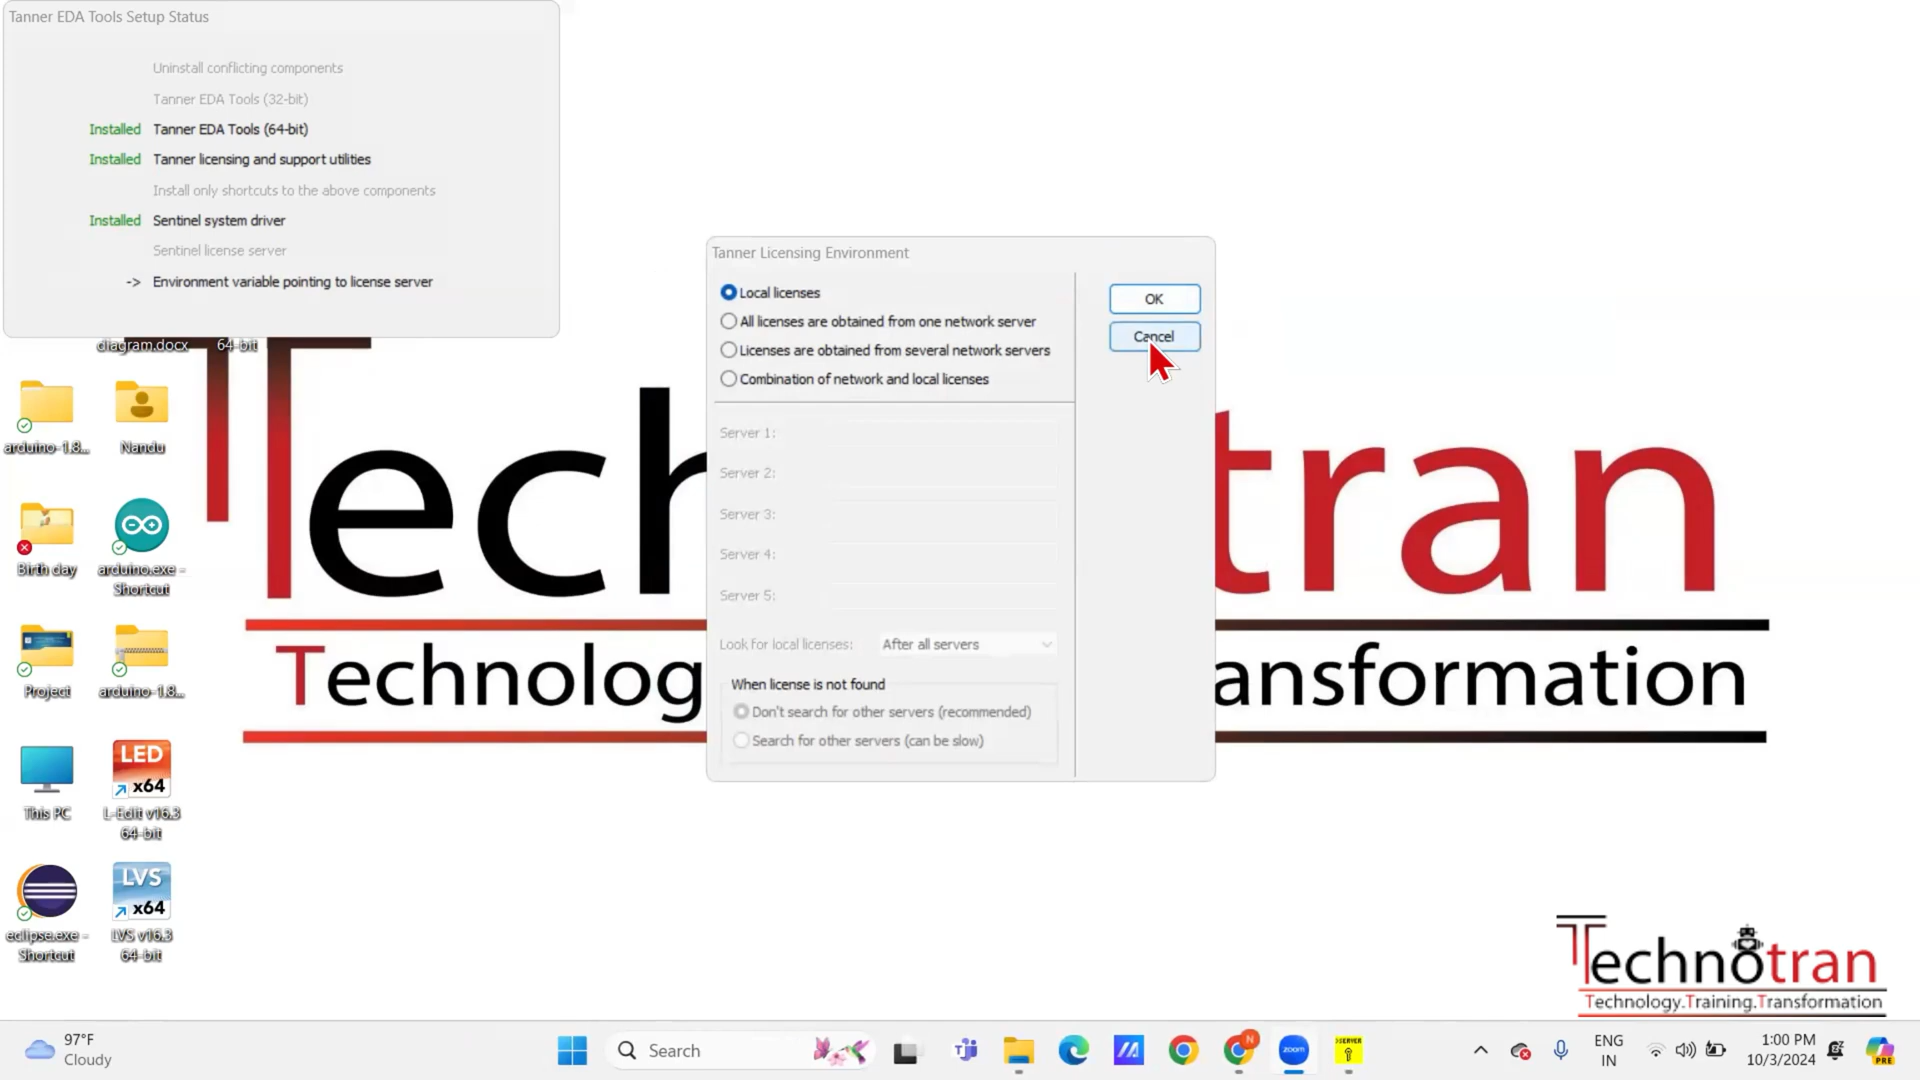 Tanner EDA Tools Setup Status
Uninstall conflicting components
Tanner EDA Tools (32-bit)
Installed Tanner EDA Tools (64-bit)
Installed Tanner licensing and support utilities
Install only shortcuts to the above components
Installed Sentinel system driver
Sentinel license server
-> Environment variable pointing to license server
diagram.docx
64-bit
arduino-1.8...
Nandu
Birth day
arduino.exe -
Shortcut
Project
arduino-1.8...
LED
x64
This PC
L-Edit v16.3
64-bit
LVS
x64
eclipse.exe -
Shortcut
LVS v16.3
64-bit
Tanner Licensing Environment
Local licenses
All licenses are obtained from one network server
Licenses are obtained from several network servers
Combination of network and local licenses
OK
Cancel
Server 1:
Server 2:
Server 3:
Server 4:
Server 5:
Look for local licenses: After all servers
When license is not found
Don't search for other servers (recommended)
Search for other servers (can be slow)
Tech
tran
Technolog
ansformation
Technotran
Technology.Training.Transformation
97°F
Cloudy
Search
zoom
N
PRE
ENG
IN
1:00 PM
10/3/2024